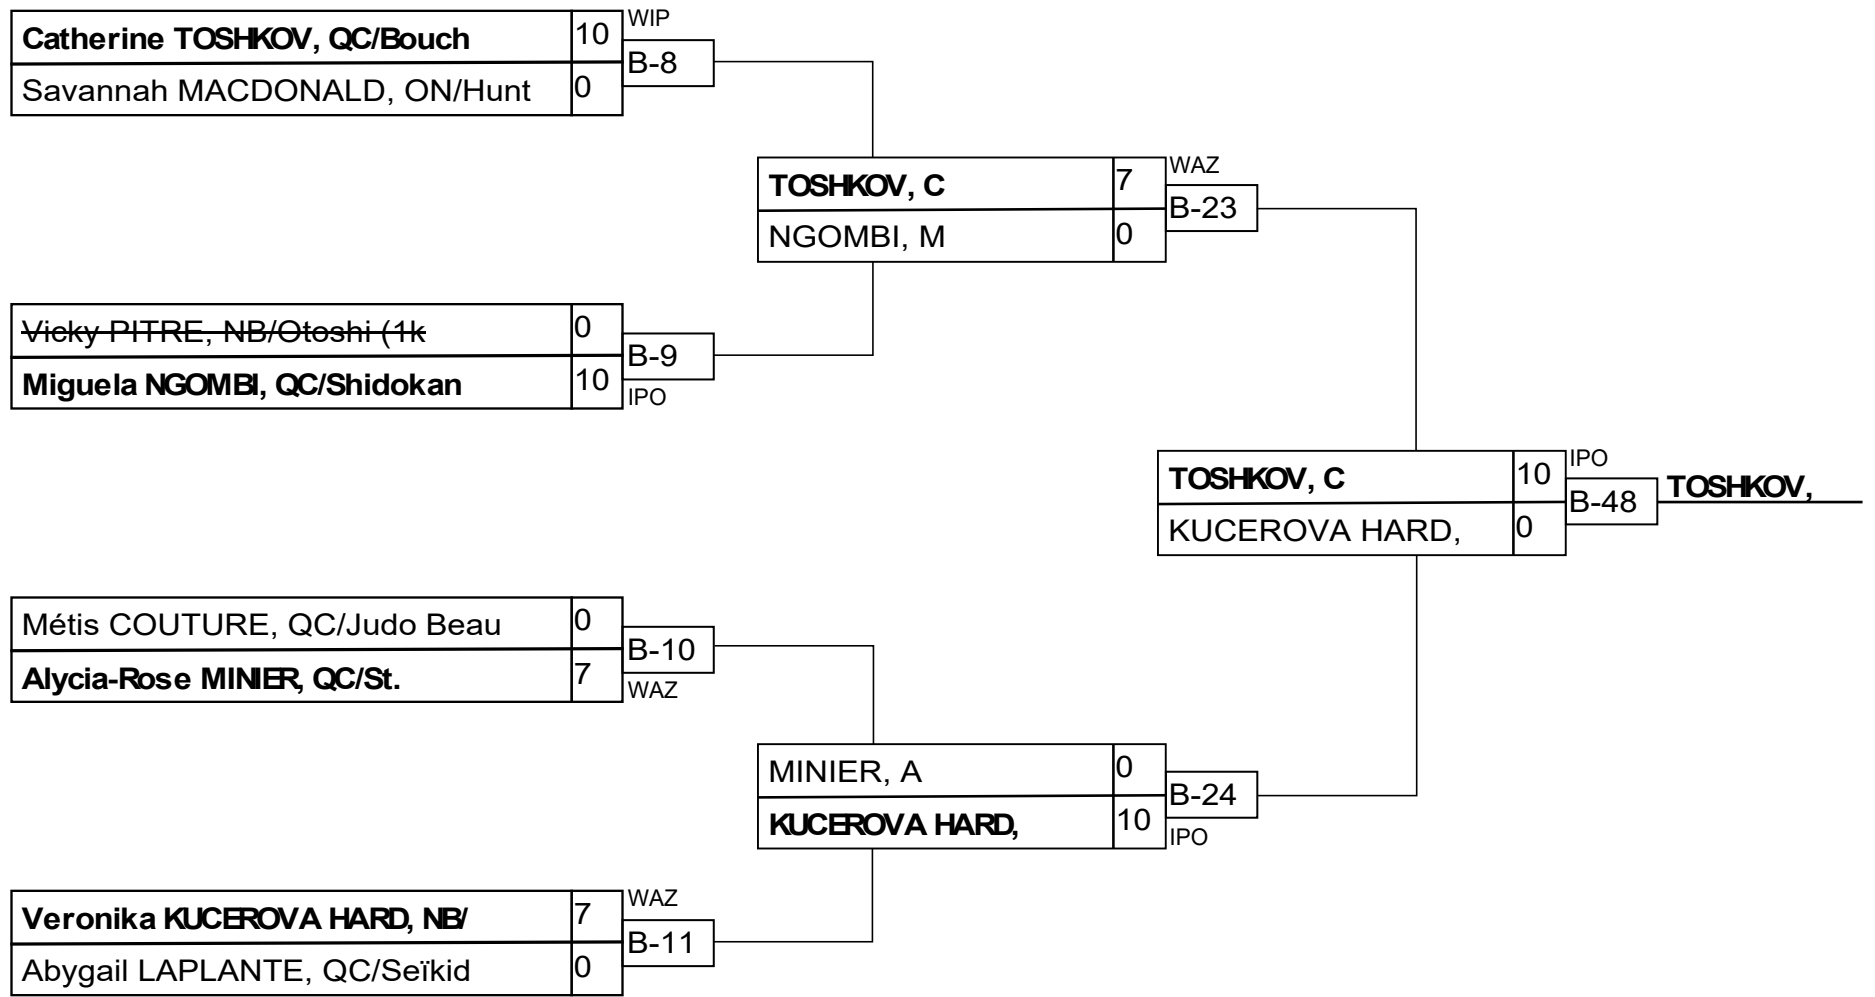 WIP
Catherine TOSHKOV, QC/Bouch 10
B-8
Savannah MACDONALD, ON/Hunt 0
WAZ
TOSHKOV, C 7
B-23
NGOMBI, M 0
Vicky PITRE, NB/Otoshi (1k 0
B-9
Miguela NGOMBI, QC/Shidokan 10
IPO
IPO
TOSHKOV, C 10
B-48 TOSHKOV,
KUCEROVA HARD, 0
Métis COUTURE, QC/Judo Beau 0
B-10
Alycia-Rose MINIER, QC/St. 7
WAZ
MINIER, A 0
B-24
KUCEROVA HARD, 10
IPO
WAZ
Veronika KUCEROVA HARD, NB/ 7
B-11
Abygail LAPLANTE, QC/Seïkid 0